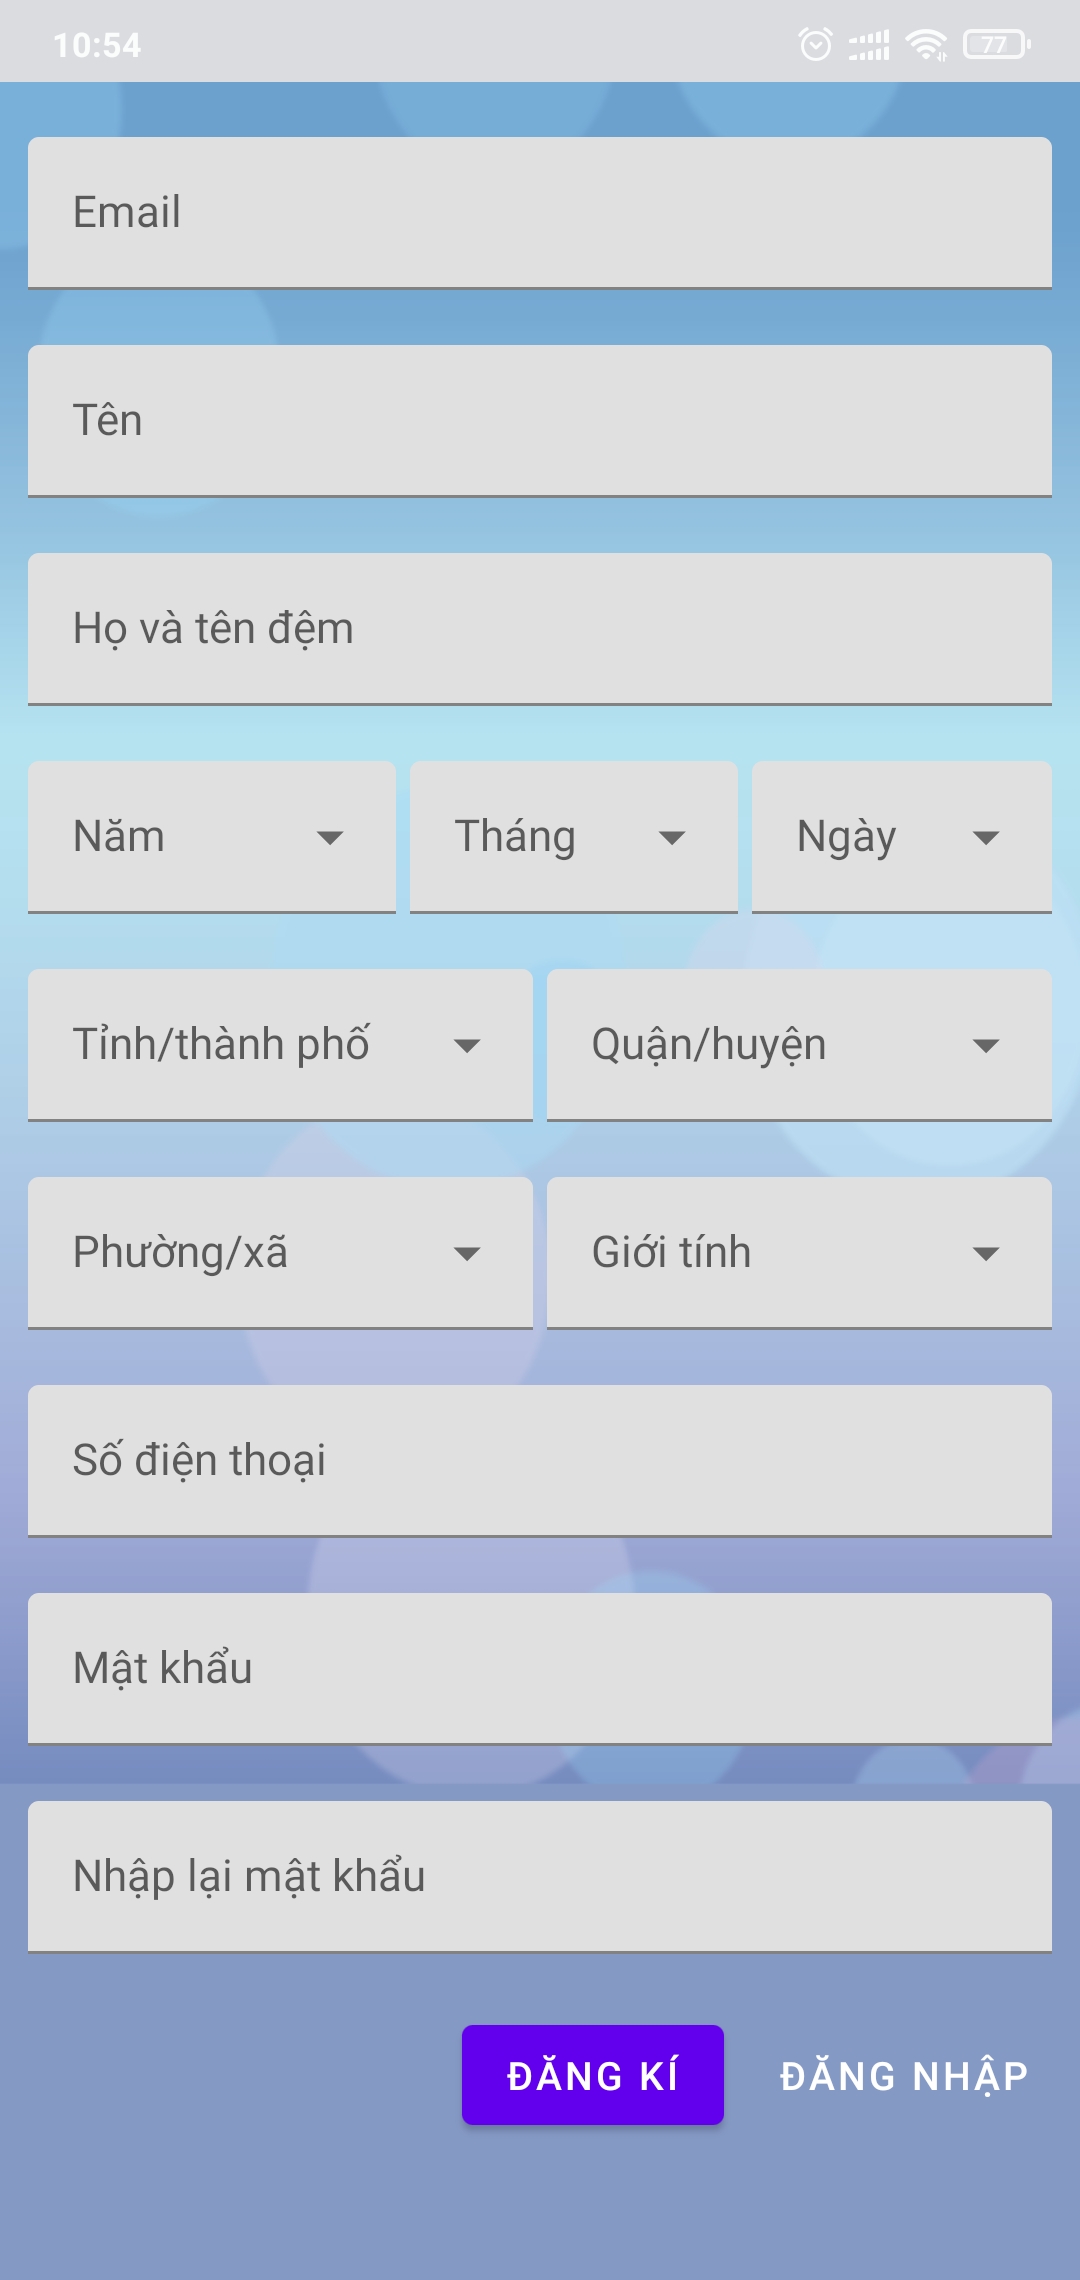 10:54 77
Email
Tên
Họ và tên đệm
Năm Tháng Ngày
Tỉnh/thành phố Quận/huyện
Phường/xã Giới tính
Số điện thoại
Mật khẩu
Nhập lại mật khẩu
ĐĂNG KÍ ĐĂNG NHẬP